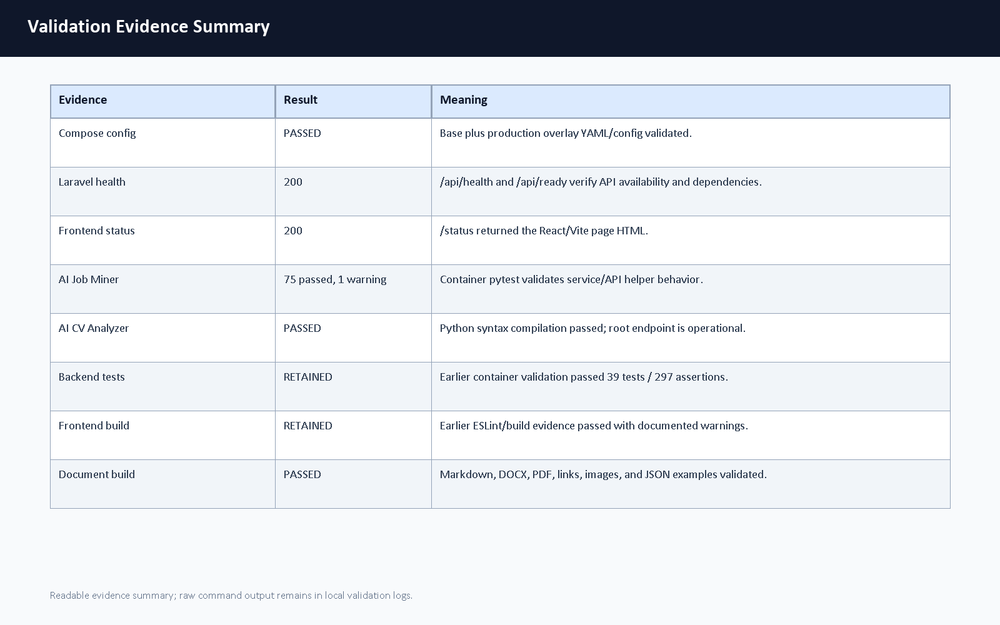 Validation Evidence Summary
Evidence Result Meaning
Compose config PASSED Base plus production overlay YAML/config validated.
Laravel health 200 /api/health and /api/ready verify API availability and dependencies.
Frontend status 200 /status returned the React/Vite page HTML.
AI Job Miner 75 passed, 1 warning Container pytest validates service/API helper behavior.
AI CV Analyzer PASSED Python syntax compilation passed; root endpoint is operational.
Backend tests RETAINED Earlier container validation passed 39 tests / 297 assertions.
Frontend build RETAINED Earlier ESLint/build evidence passed with documented warnings.
Document build PASSED Markdown, DOCX, PDF, links, images, and JSON examples validated.
Readable evidence summary; raw command output remains in local validation logs.